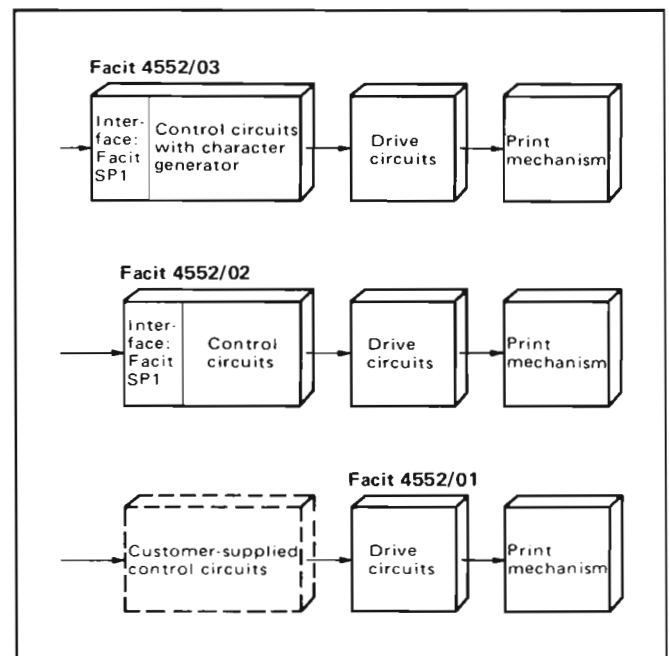 Facit 4552/03
Inter-
face:
Facit
SP1
Control circuits
with character
generator
Drive
circuits
Print
mechanism
Facit 4552/02
Inter-
face:
Facit
SP1
Control
circuits
Drive
circuits
Print
mechanism
Facit 4552/01
Customer-supplied
control circuits
Drive
circuits
Print
mechanism